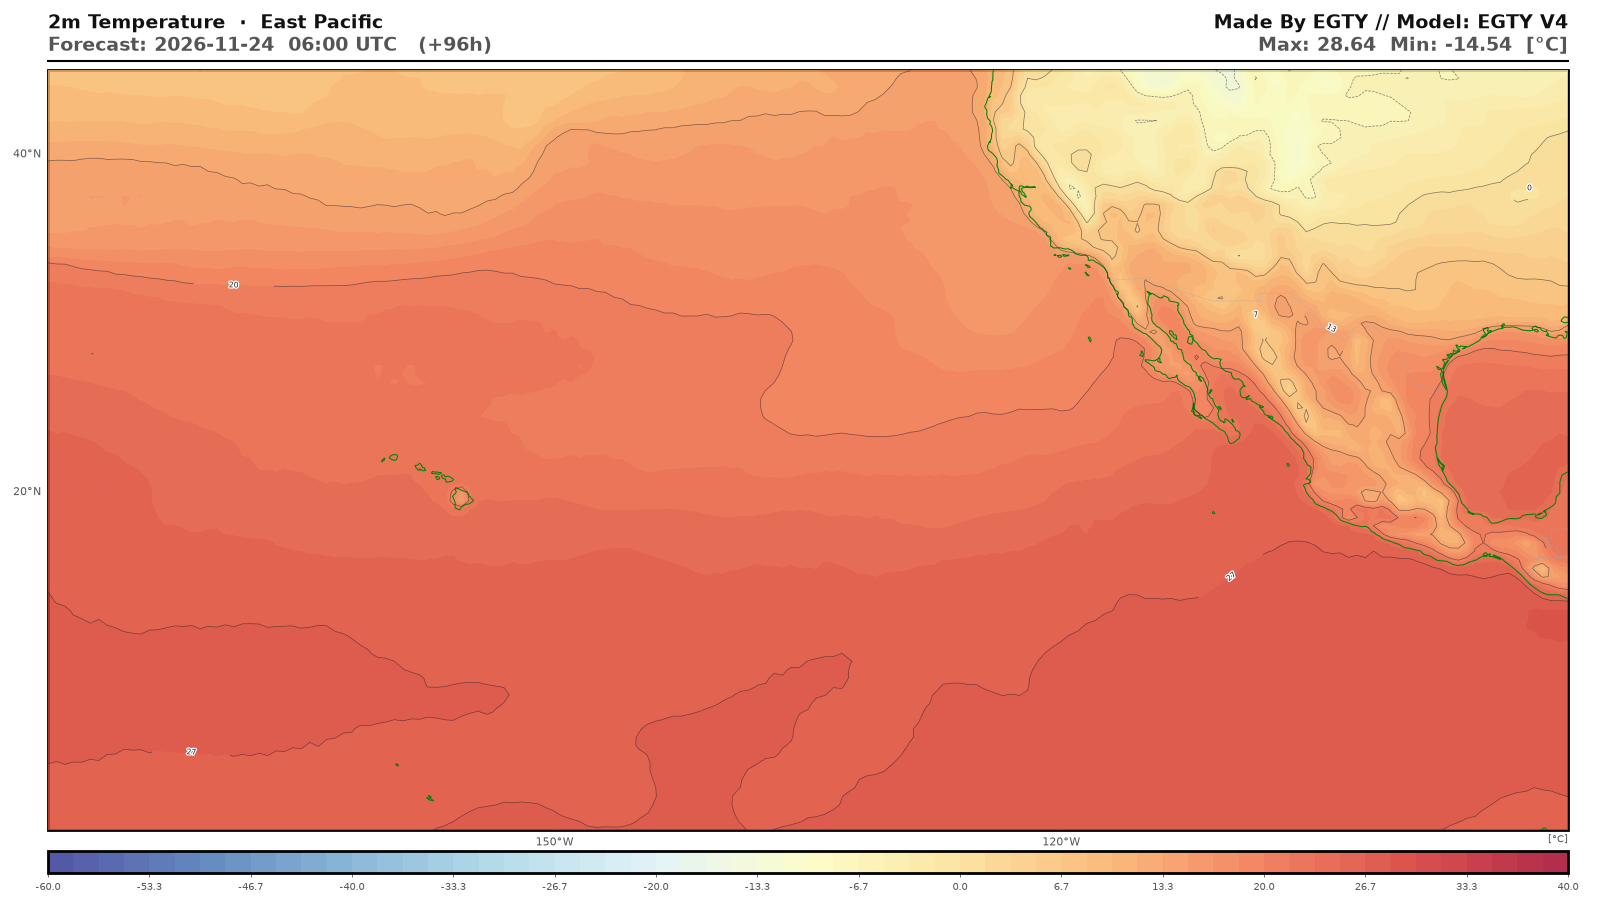 2m Temperature · East Pacific
Made By EGTY // Model: EGTY V4
Forecast: 2026-11-24 06:00 UTC (+96h)
Max: 28.64 Min: -14.54 [°C]
40°N
0
20
7
13
20°N
27
27
150°W
120°W
[°C]
-60.0
-53.3
-46.7
-40.0
-33.3
-26.7
-20.0
-13.3
-6.7
0.0
6.7
13.3
20.0
26.7
33.3
40.0